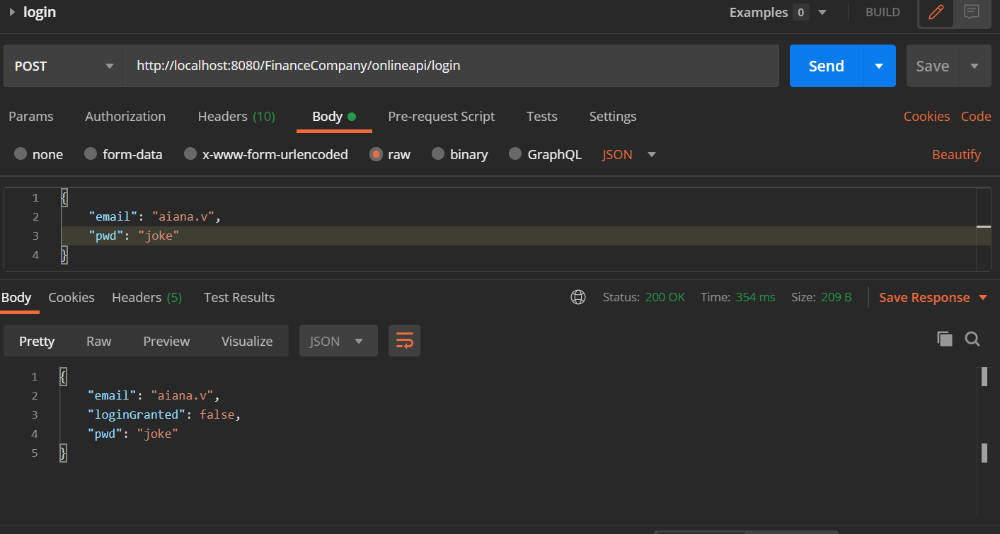 login Examples 0 BUILD
POST http://localhost:8080/FinanceCompany/onlineapi/login Send Save
Params Authorization Headers (10) Body Pre-request Script Tests Settings Cookies Code
none form-data x-www-form-urlencoded raw binary GraphQL JSON Beautify
1 {
2 "email": "aiana.v",
3 "pwd": "joke"
4 }
Body Cookies Headers (5) Test Results Status: 200 OK Time: 354 ms Size: 209 B Save Response
Pretty Raw Preview Visualize JSON
1 {
2 "email": "aiana.v",
3 "loginGranted": false,
4 "pwd": "joke"
5 }